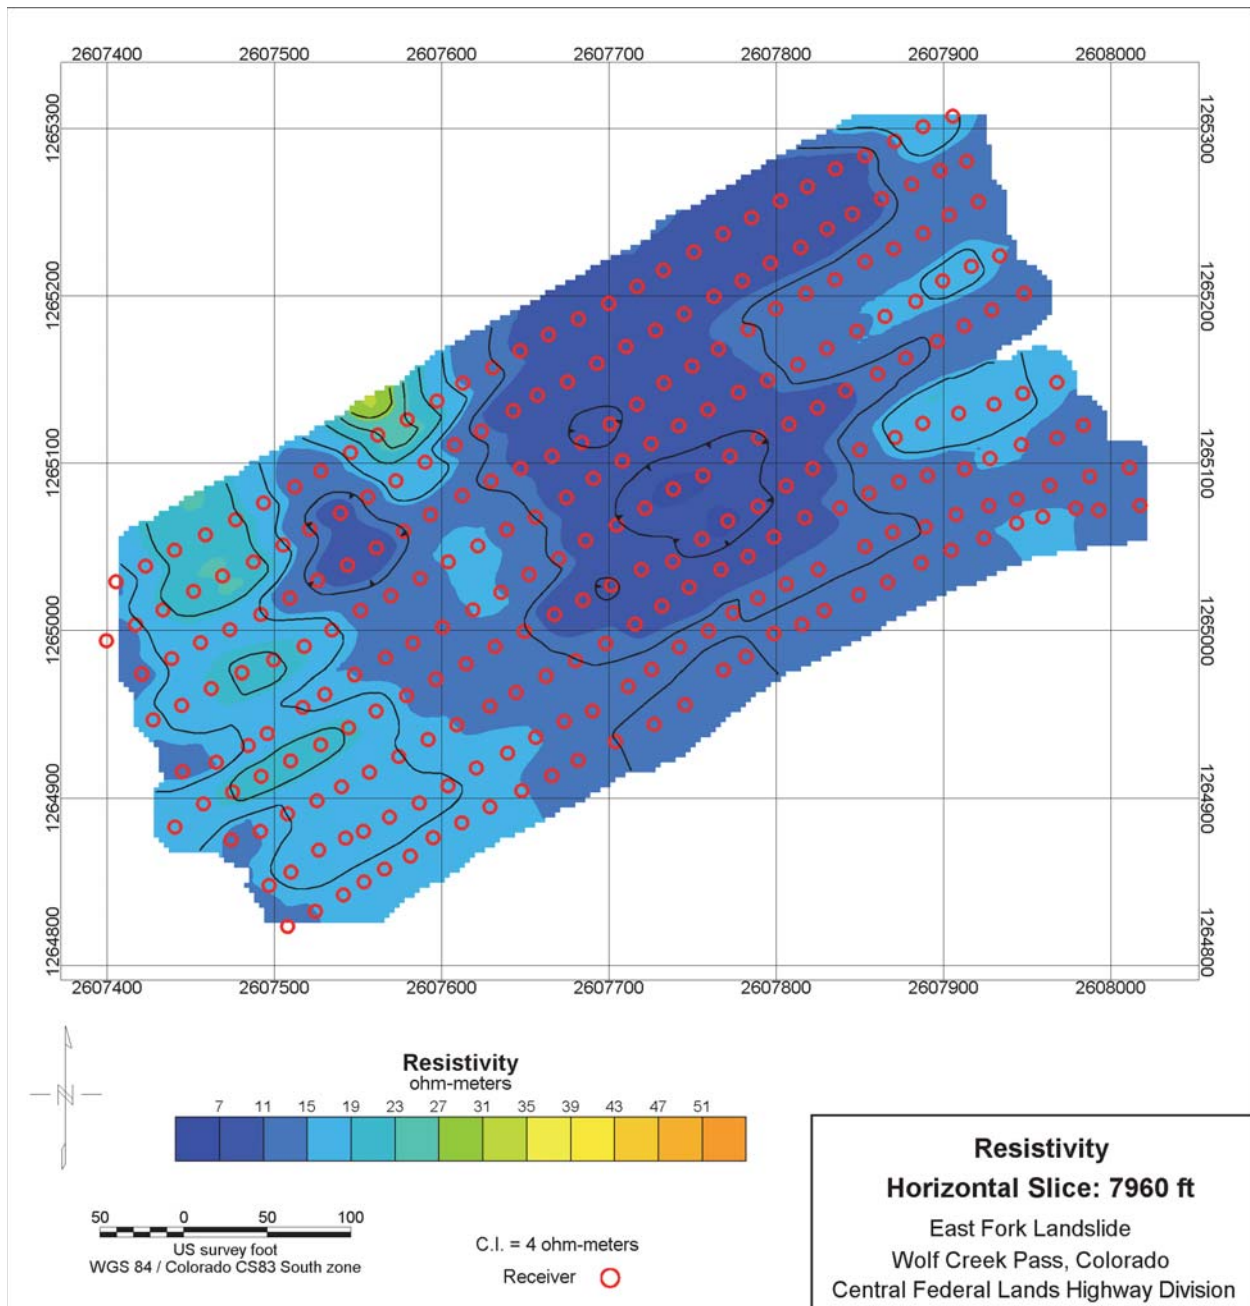 2607400 2607500 2607600 2607700 2607800 2607900 2608000
1265300 1265300
1265200 1265200
1265100 1265100
1265000 1265000
1264900 1264900
1264800 1264800
2607400 2607500 2607600 2607700 2607800 2607900 2608000
N
Resistivity
ohm-meters
7 11 15 19 23 27 31 35 39 43 47 51
50 0 50 100
US survey foot
WGS 84 / Colorado CS83 South zone
C.I. = 4 ohm-meters
Receiver
Resistivity
Horizontal Slice: 7960 ft
East Fork Landslide
Wolf Creek Pass, Colorado
Central Federal Lands Highway Division